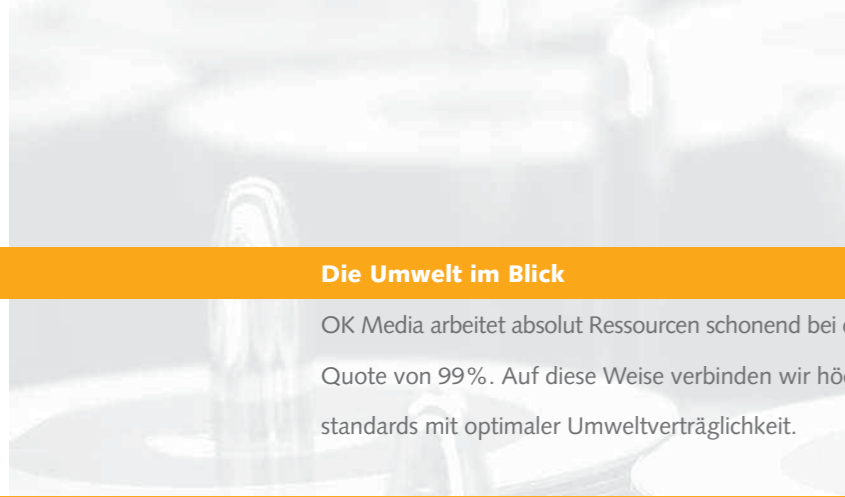 Die Umwelt im Blick
OK Media arbeitet absolut Ressourcen schonend bei
Quote von 99%. Auf diese Weise verbinden wir
standards mit optimaler Umweltverträglichkeit.